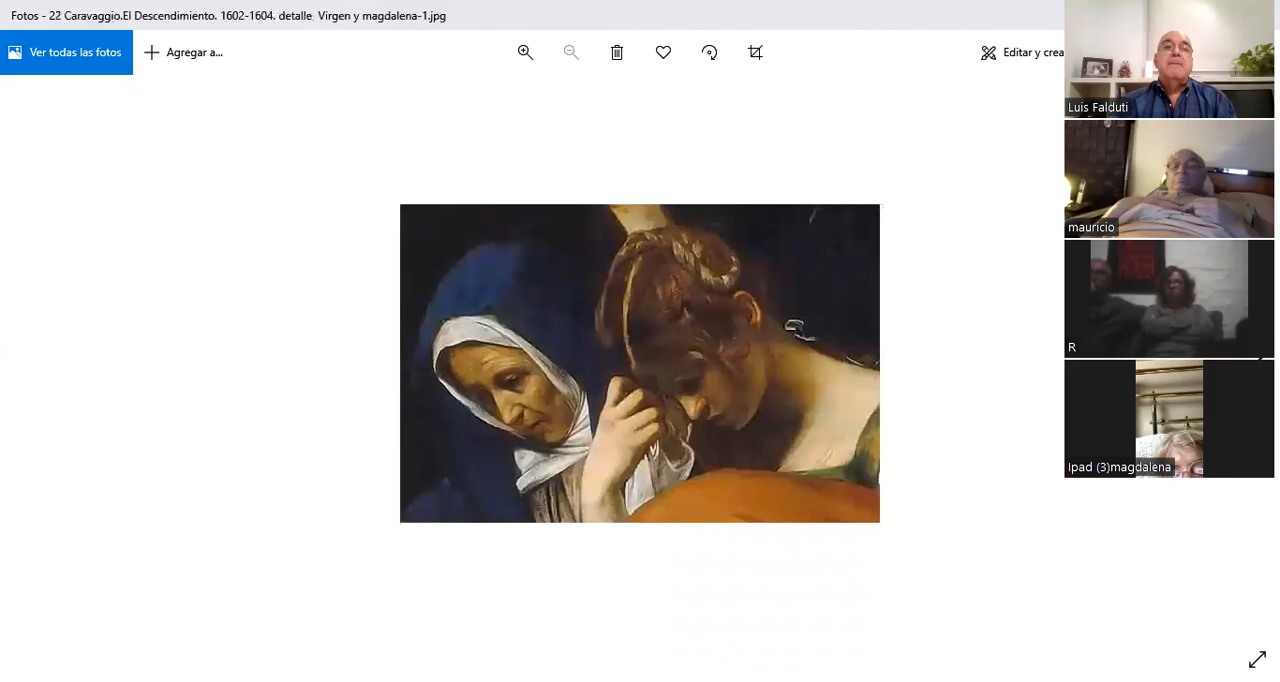 Fotos - 22 Caravaggio.El Descendimiento. 1602-1604. detalle Virgen y magdalena-1.jpg
Ver todas las fotos
Agregar a...
Editar y crea
Luis Falduti
mauricio
R
Ipad (3)magdalena